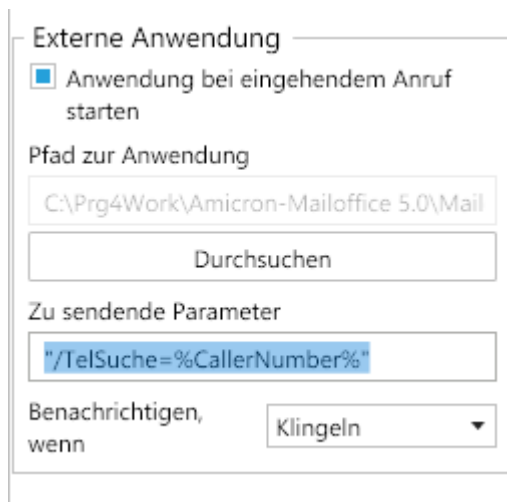 Externe Anwendung
Anwendung bei eingehendem Anruf
starten
Pfad zur Anwendung
C:\Prg4Work\Amicron-Mailoffice 5.0\Mail
Durchsuchen
Zu sendende Parameter
"/TelSuche=%CallerNumber%"
Benachrichtigen,
wenn
Klingeln